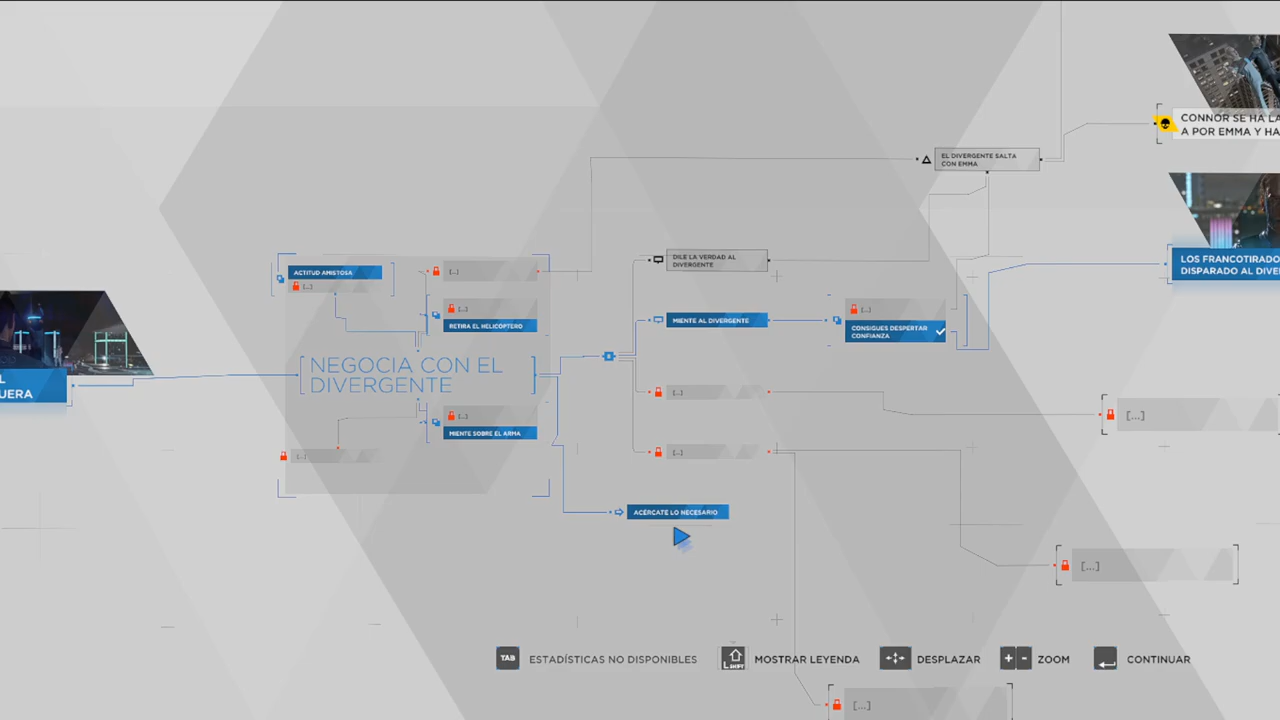 CONNOR SE HA LA
A POR EMMA Y HA
EL DIVERGENTE SALTA
CON EMMA
DILE LA VERDAD AL
DIVERGENTE
LOS FRANCOTIRADO
DISPARADO AL DIVE
ACTITUD AMISTOSA
[...]
[...]
[...]
RETIRA EL HELICÓPTERO
MIENTE AL DIVERGENTE
[...]
CONSIGUES DESPERTAR
CONFIANZA
L
UERA
NEGOCIA CON EL
DIVERGENTE
[...]
[...]
[...]
MIENTE SOBRE EL ARMA
[...]
[...]
ACÉRCATE LO NECESARIO
[...]
TAB ESTADÍSTICAS NO DISPONIBLES
L SHIFT MOSTRAR LEYENDA
DESPLAZAR
+ - ZOOM
CONTINUAR
[...]